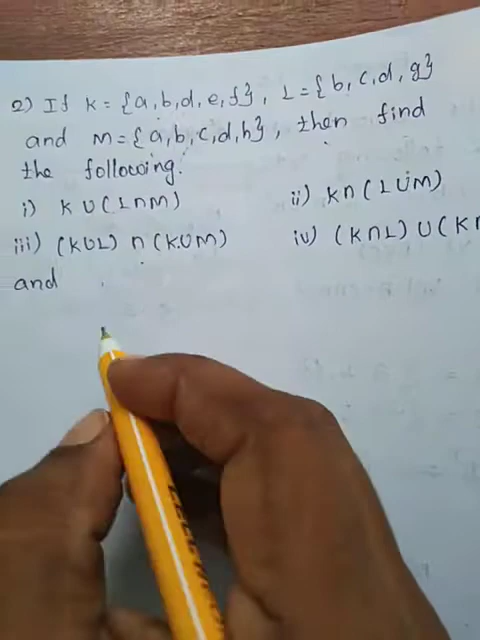 2) If k = {a, b, d, e, f}, L = {b, c, d, g}
and m = {a, b, c, d, h}, then find
the following.
i) k ∪ (L ∩ m) ii) k ∩ (L ∪ m)
iii) (k ∪ L) ∩ (k ∪ m) iv) (k ∩ L) ∪ (k
and